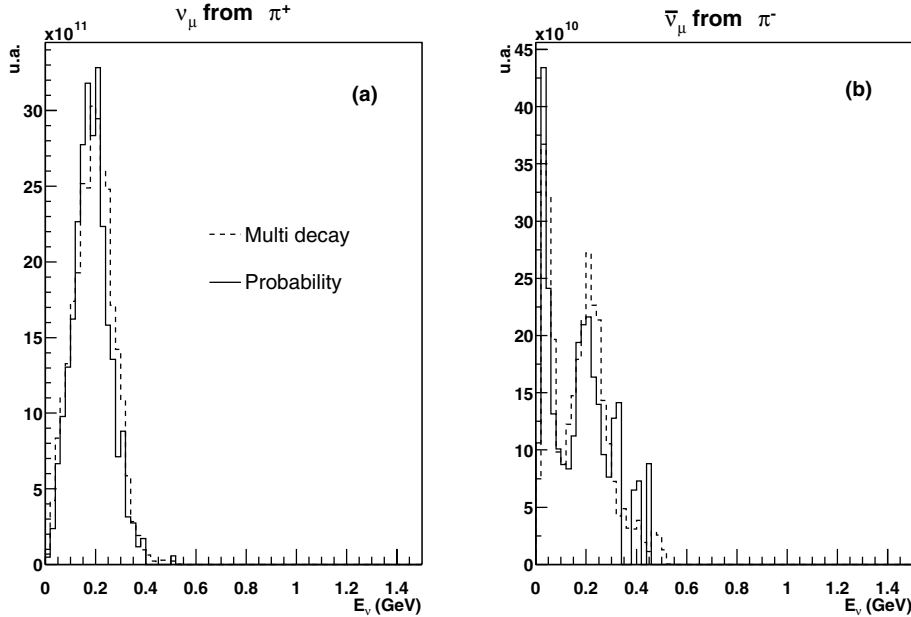 ν_μ from π⁺
x10¹¹
u.a.
30
25
20
15
10
5
0
(a)
Multi decay
Probability
0 0.2 0.4 0.6 0.8 1 1.2 1.4
E_ν (GeV)
ν̅_μ from π⁻
x10¹⁰
u.a.
45
40
35
30
25
20
15
10
5
0
(b)
0 0.2 0.4 0.6 0.8 1 1.2 1.4
E_ν (GeV)